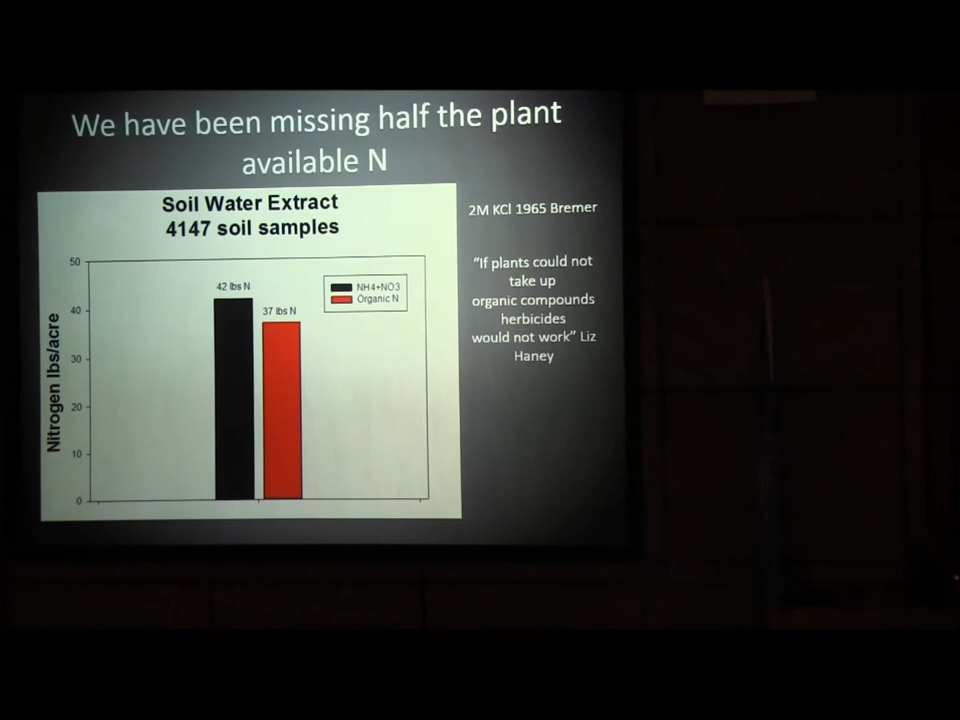 We have been missing half the plant
available N
Soil Water Extract
4147 soil samples
Nitrogen lbs/acre
50
40
30
20
10
0
42 lbs N
37 lbs N
NH4+NO3
Organic N
2M KCl 1965 Bremer
“If plants could not
take up
organic compounds
herbicides
would not work” Liz
Haney